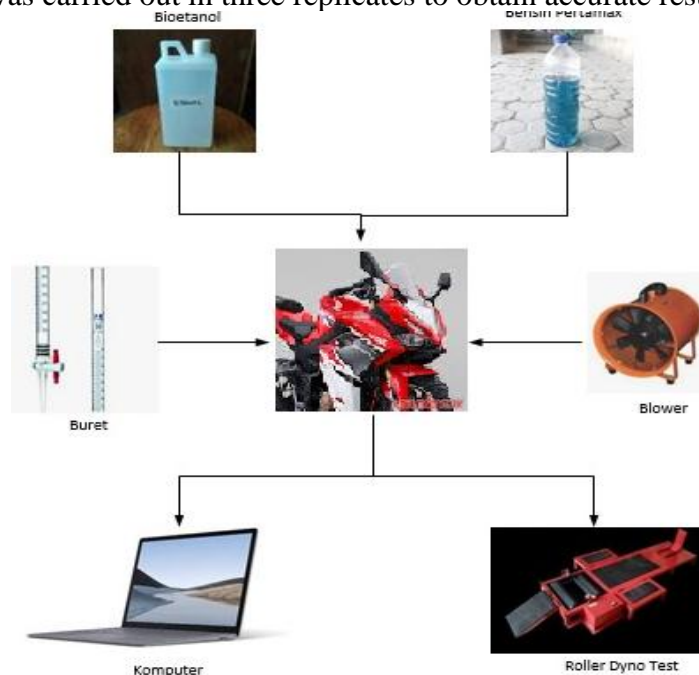 was carried out in three replicates to obtain accurate res
Bioetanol
Bensin Pertamax
Buret
Blower
Komputer
Roller Dyno Test